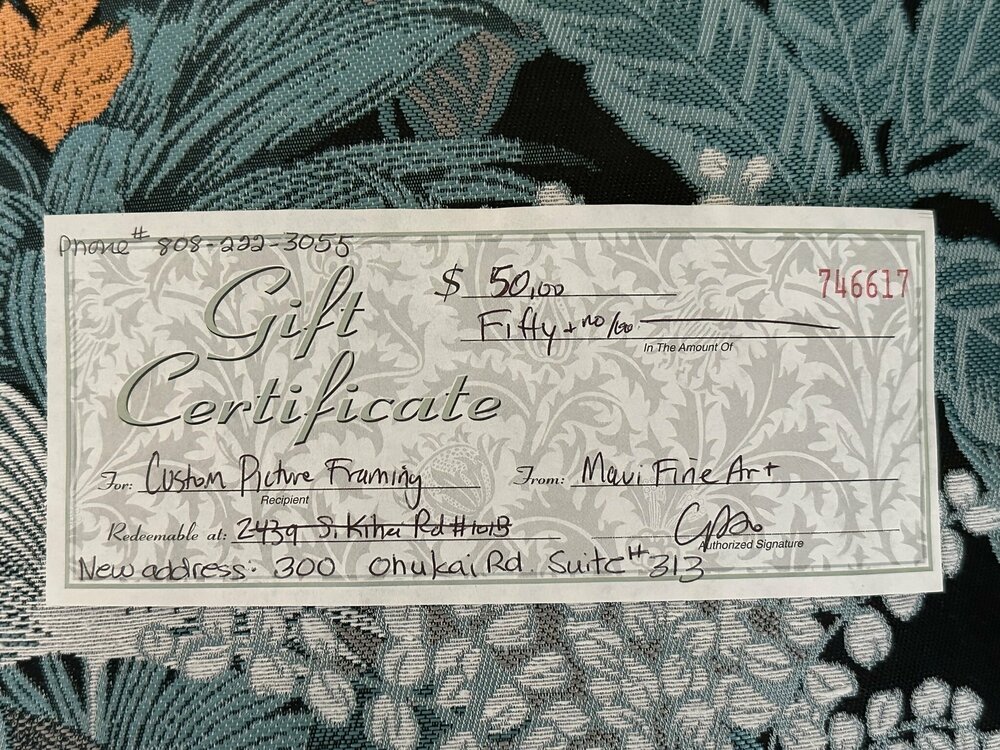 Phone# 808-222-3055
Gift Certificate
$ 50.00
746617
Fifty + no/00
In The Amount Of
For: Custom Picture Framing
Recipient
From: Maui Fine Art
Redeemable at: 2439 S. Kihei Rd #101B
Authorized Signature
New address: 300 Ohukai Rd. Suite #313